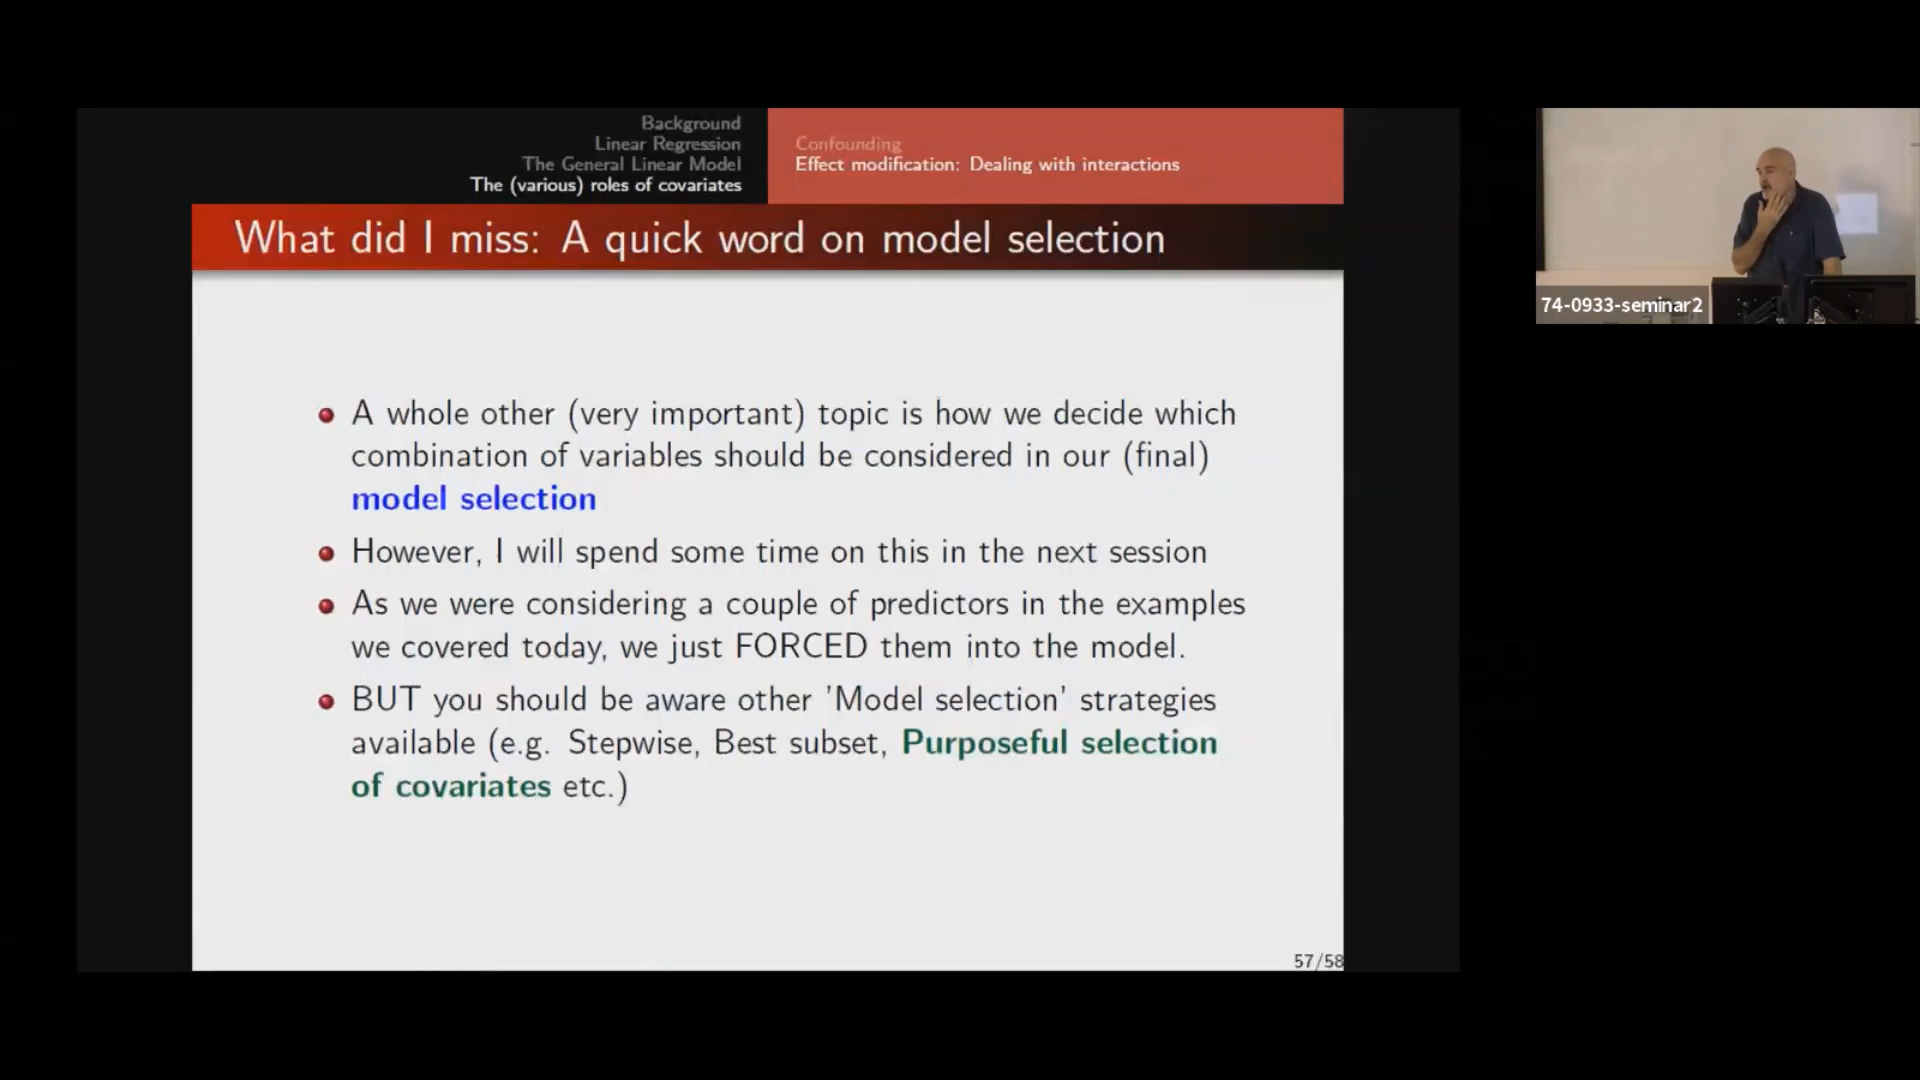 Background
Linear Regression
The General Linear Model
The (various) roles of covariates
Confounding
Effect modification: Dealing with interactions
What did I miss: A quick word on model selection
A whole other (very important) topic is how we decide which
combination of variables should be considered in our (final)
model selection
However, I will spend some time on this in the next session
As we were considering a couple of predictors in the examples
we covered today, we just FORCED them into the model.
BUT you should be aware other 'Model selection' strategies
available (e.g. Stepwise, Best subset, Purposeful selection
of covariates etc.)
57/58
74-0933-seminar2